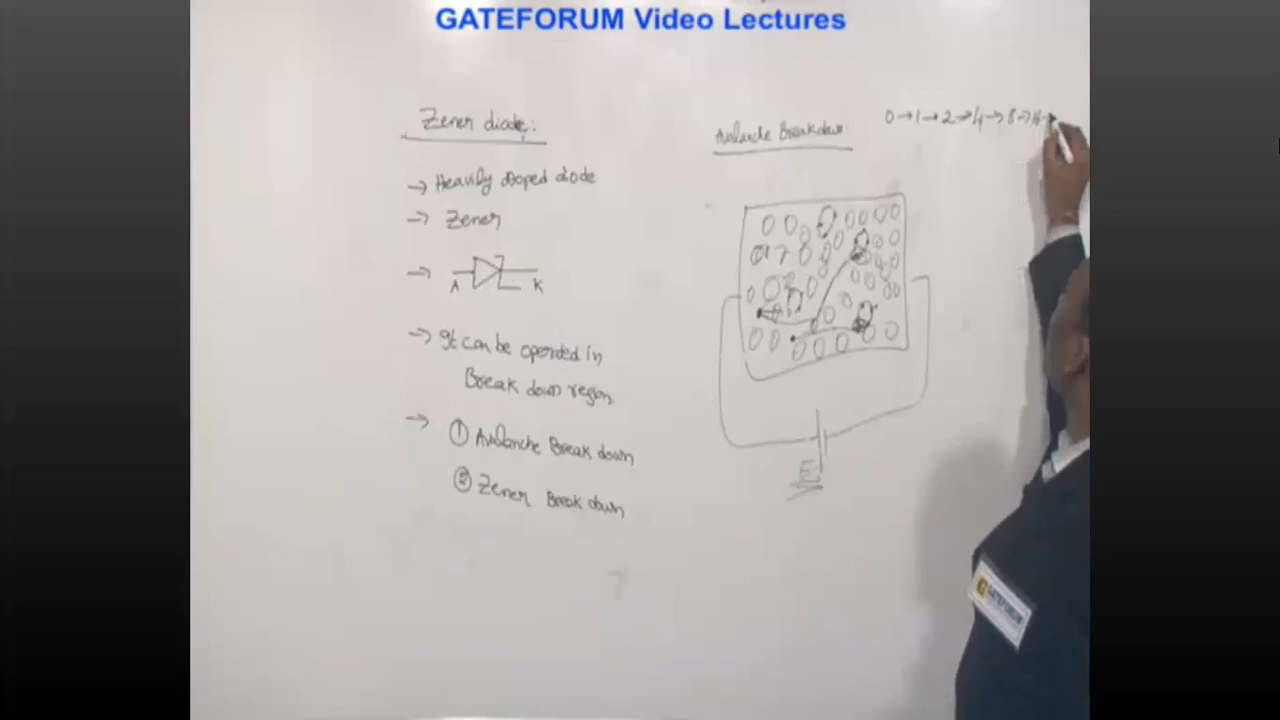 GATEFORUM Video Lectures
Zener diode:
→ Heavily Doped diode
→ Zener
→ A K
→ It can be operated in
Break down region
→ ① Avalanche Break down
② Zener Break down
Avalanche Breakdown
0→1→2→4→8→16
GATEFORUM